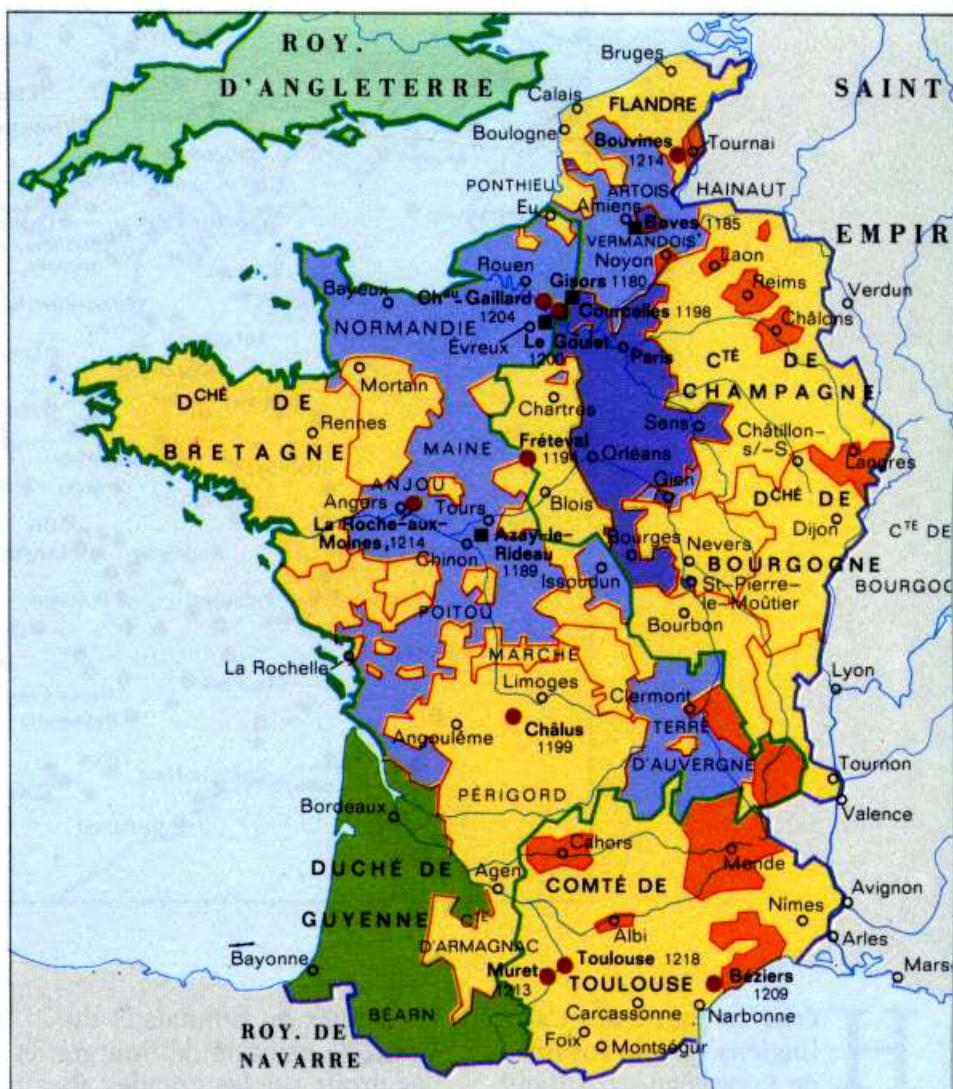 ROY.
D'ANGLETERRE
Bruges
SAINT
Calais
FLANDRE
Boulogne
Bouvines
1214
Tournai
PONTHIEU
ARTOIS
HAINAUT
Eu
Amiens
Boves 1185
VERMANDOIS
EMPIR
Rouen
Noyon
Laon
Gisors 1180
Reims
Bayeux
Chau-Gaillard
1204
Courcelles 1198
Verdun
Châlons
NORMANDIE
Évreux
Le Goulet
1200
Paris
CTÉ DE
CHAMPAGNE
Mortain
DCHÉ DE
BRETAGNE
Rennes
Chartres
Sens
MAINE
Châtillon-
s/-S.
Fréteval
1194
Orléans
Langres
ANJOU
Gien
DCHÉ DE
Angers
Tours
Blois
Dijon
CTE DE
La Roche-aux-
Moines, 1214
Azay-le-
Rideau
1189
Bourges
Nevers
BOURGOGNE
Chinon
Issoudun
St-Pierre-
le-Moûtier
BOURGOG
POITOU
Bourbon
La Rochelle
MARCHE
Limoges
Clermont
Lyon
Angoulême
Châlus
1199
TERRE
D'AUVERGNE
Tournon
PÉRIGORD
Valence
Bordeaux
Cahors
Mende
DUCHÉ DE
GUYENNE
Agen
COMTÉ DE
TOULOUSE
Avignon
CTÉ
D'ARMAGNAC
Albi
Nîmes
Arles
Bayonne
Muret
1213
Toulouse 1218
Béziers
1209
Mars
BÉARN
Carcassonne
Narbonne
ROY. DE
NAVARRE
Foix
Montségur